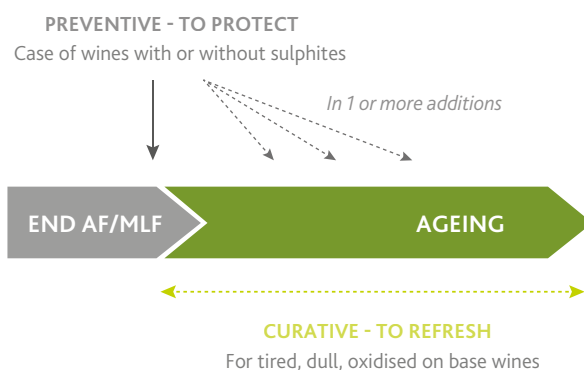 PREVENTIVE - TO PROTECT
Case of wines with or without sulphites
In 1 or more additions
END AF/MLF
AGEING
CURATIVE - TO REFRESH
For tired, dull, oxidised on base wines